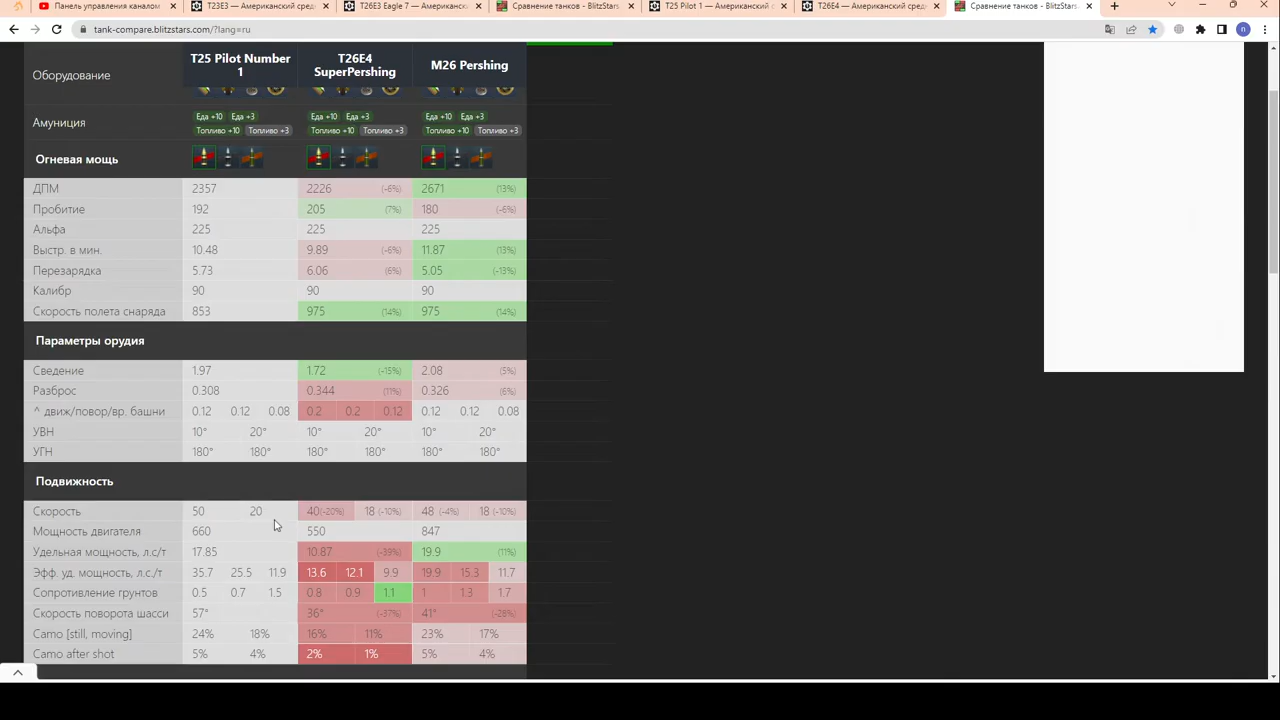 Панель управления каналом
T23E3 — Американский сред
T26E3 Eagle 7 — Американски
Сравнение танков - BlitzStars.
T25 Pilot 1 — Американский с
T26E4 — Американский сред
Сравнение танков - BlitzStars
tank-compare.blitzstars.com/?lang=ru
T25 Pilot Number 1
T26E4 SuperPershing
M26 Pershing
Оборудование
Амуниция
Еда +10 Еда +3 Еда +10 Еда +3 Еда +10 Еда +3
Топливо +10 Топливо +3 Топливо +10 Топливо +3 Топливо +10 Топливо +3
Огневая мощь
ДПМ 2357 2226 (-6%) 2671 (13%)
Пробитие 192 205 (7%) 180 (-6%)
Альфа 225 225 225
Выстр. в мин. 10.48 9.89 (-6%) 11.87 (13%)
Перезарядка 5.73 6.06 (6%) 5.05 (-13%)
Калибр 90 90 90
Скорость полета снаряда 853 975 (14%) 975 (14%)
Параметры орудия
Сведение 1.97 1.72 (-15%) 2.08 (5%)
Разброс 0.308 0.344 (11%) 0.326 (6%)
^ движ/повор/вр. башни 0.12 0.12 0.08 0.2 0.2 0.12 0.12 0.12 0.08
УВН 10° 20° 10° 20° 10° 20°
УГН 180° 180° 180° 180° 180° 180°
Подвижность
Скорость 50 20 40(-20%) 18 (-10%) 48 (-4%) 18 (-10%)
Мощность двигателя 660 550 847
Удельная мощность, л.с/т 17.85 10.87 (-39%) 19.9 (11%)
Эфф. уд. мощность, л.с./т 35.7 25.5 11.9 13.6 12.1 9.9 19.9 15.3 11.7
Сопротивление грунтов 0.5 0.7 1.5 0.8 0.9 1.1 1 1.3 1.7
Скорость поворота шасси 57° 36° (-37%) 41° (-28%)
Camo [still, moving] 24% 18% 16% 11% 23% 17%
Camo after shot 5% 4% 2% 1% 5% 4%